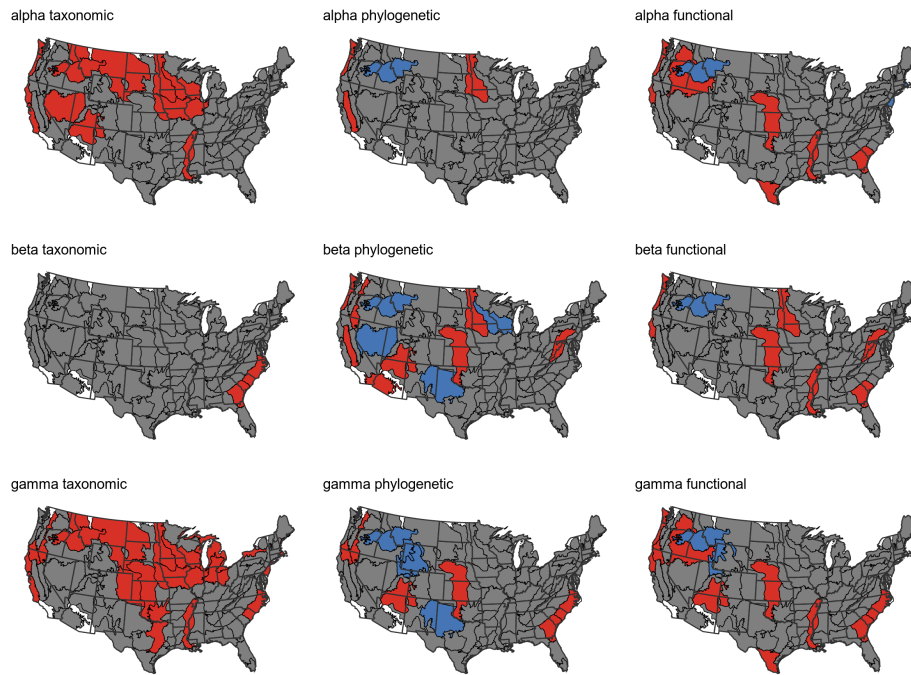 alpha taxonomic
alpha phylogenetic
alpha functional
beta taxonomic
beta phylogenetic
beta functional
gamma taxonomic
gamma phylogenetic
gamma functional